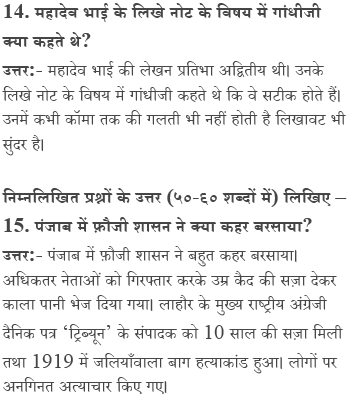 14. महादेव भाई के लिखे नोट के विषय में गांधीजी
क्या कहते थे?
उत्तर:- महादेव भाई की लेखन प्रतिभा अद्वितीय थी। उनके
लिखे नोट के विषय में गांधीजी कहते थे कि वे सटीक होते हैं।
उनमें कभी कॉमा तक की गलती भी नहीं होती है लिखावट भी
सुंदर है।
निम्नलिखित प्रश्नों के उत्तर (५०-६० शब्दों में) लिखिए –
15. पंजाब में फ़ौजी शासन ने क्या कहर बरसाया?
उत्तर:- पंजाब में फ़ौजी शासन ने बहुत कहर बरसाया।
अधिकतर नेताओं को गिरफ्तार करके उम्र कैद की सज़ा देकर
काला पानी भेज दिया गया। लाहौर के मुख्य राष्ट्रीय अंग्रेजी
दैनिक पत्र ‘ट्रिब्यून’ के संपादक को 10 साल की सज़ा मिली
तथा 1919 में जलियाँवाला बाग हत्याकांड हुआ। लोगों पर
अनगिनत अत्याचार किए गए।